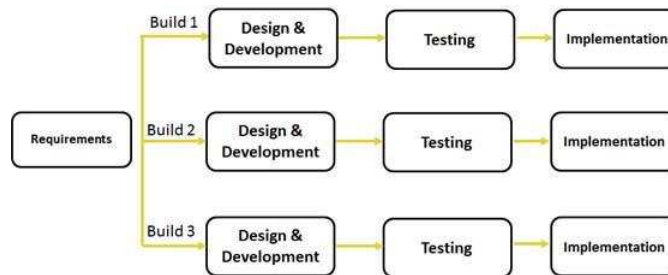 Build 1
Design &
Development
Testing
Implementation
Requirements
Build 2
Design &
Development
Testing
Implementation
Build 3
Design &
Development
Testing
Implementation